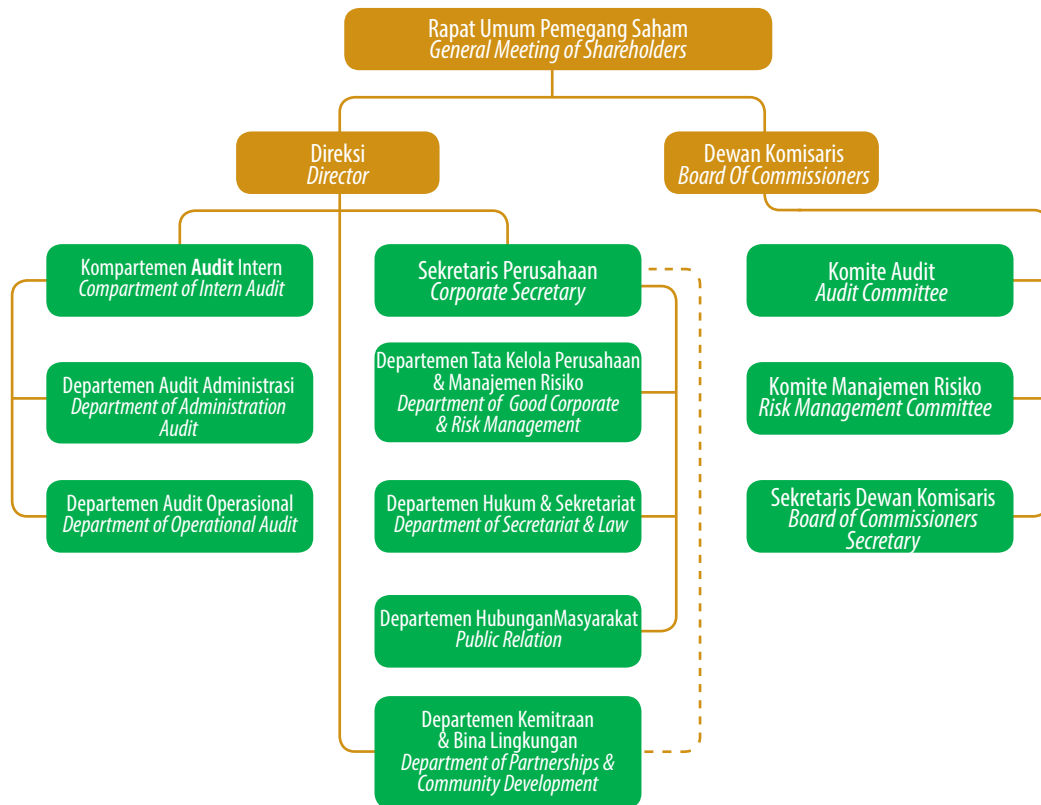 Rapat Umum Pemegang Saham
General Meeting of Shareholders
Direksi
Director
Dewan Komisaris
Board Of Commissioners
Kompartemen Audit Intern
Compartment of Intern Audit
Departemen Audit Administrasi
Department of Administration
Audit
Departemen Audit Operasional
Department of Operational Audit
Sekretaris Perusahaan
Corporate Secretary
Departemen Tata Kelola Perusahaan
& Manajemen Risiko
Department of Good Corporate
& Risk Management
Departemen Hukum & Sekretariat
Department of Secretariat & Law
Departemen HubunganMasyarakat
Public Relation
Departemen Kemitraan
& Bina Lingkungan
Department of Partnerships &
Community Development
Komite Audit
Audit Committee
Komite Manajemen Risiko
Risk Management Committee
Sekretaris Dewan Komisaris
Board of Commissioners
Secretary